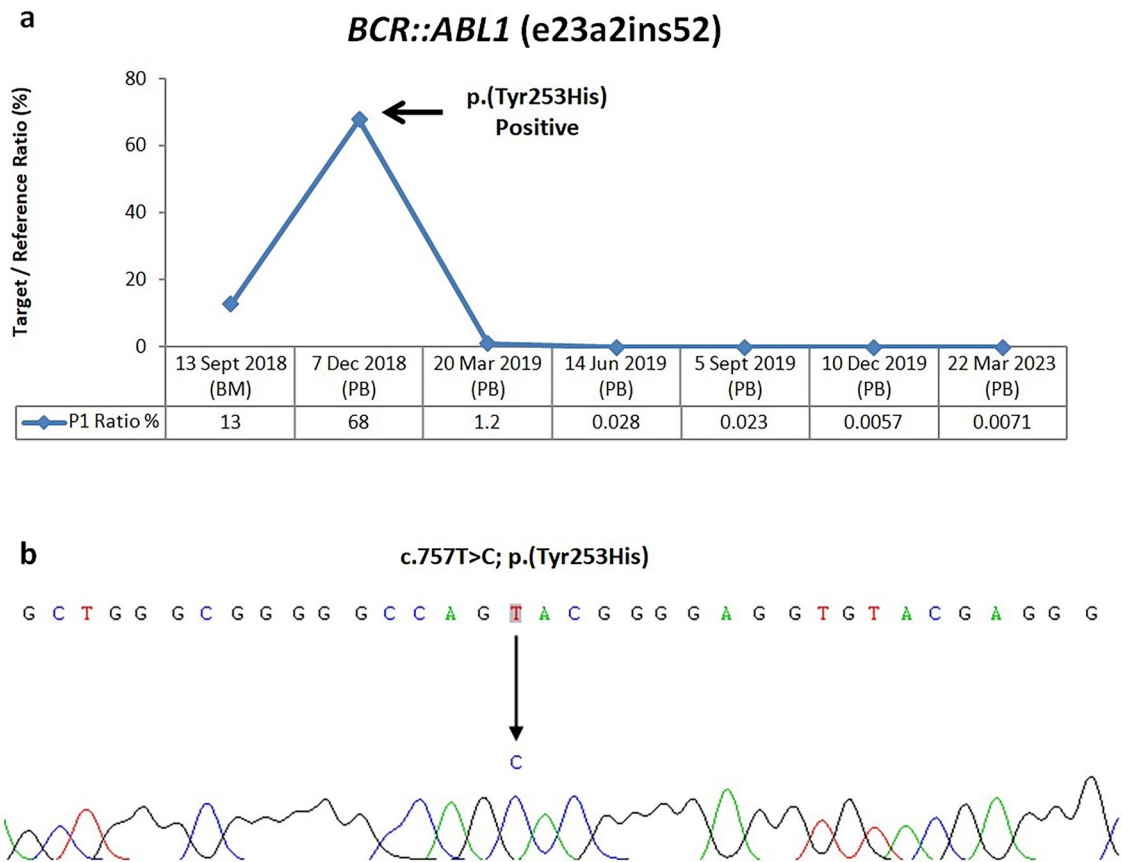 a
BCR::ABL1 (e23a2ins52)
Target / Reference Ratio (%)
80
60
40
20
0
p.(Tyr253His)
Positive
13 Sept 2018 7 Dec 2018 20 Mar 2019 14 Jun 2019 5 Sept 2019 10 Dec 2019 22 Mar 2023
(BM) (PB) (PB) (PB) (PB) (PB) (PB)
P1 Ratio % 13 68 1.2 0.028 0.023 0.0057 0.0071
b
c.757T>C; p.(Tyr253His)
G C T G G G C G G G G G C C A G T A C G G G G A G G T G T A C G A G G G
C